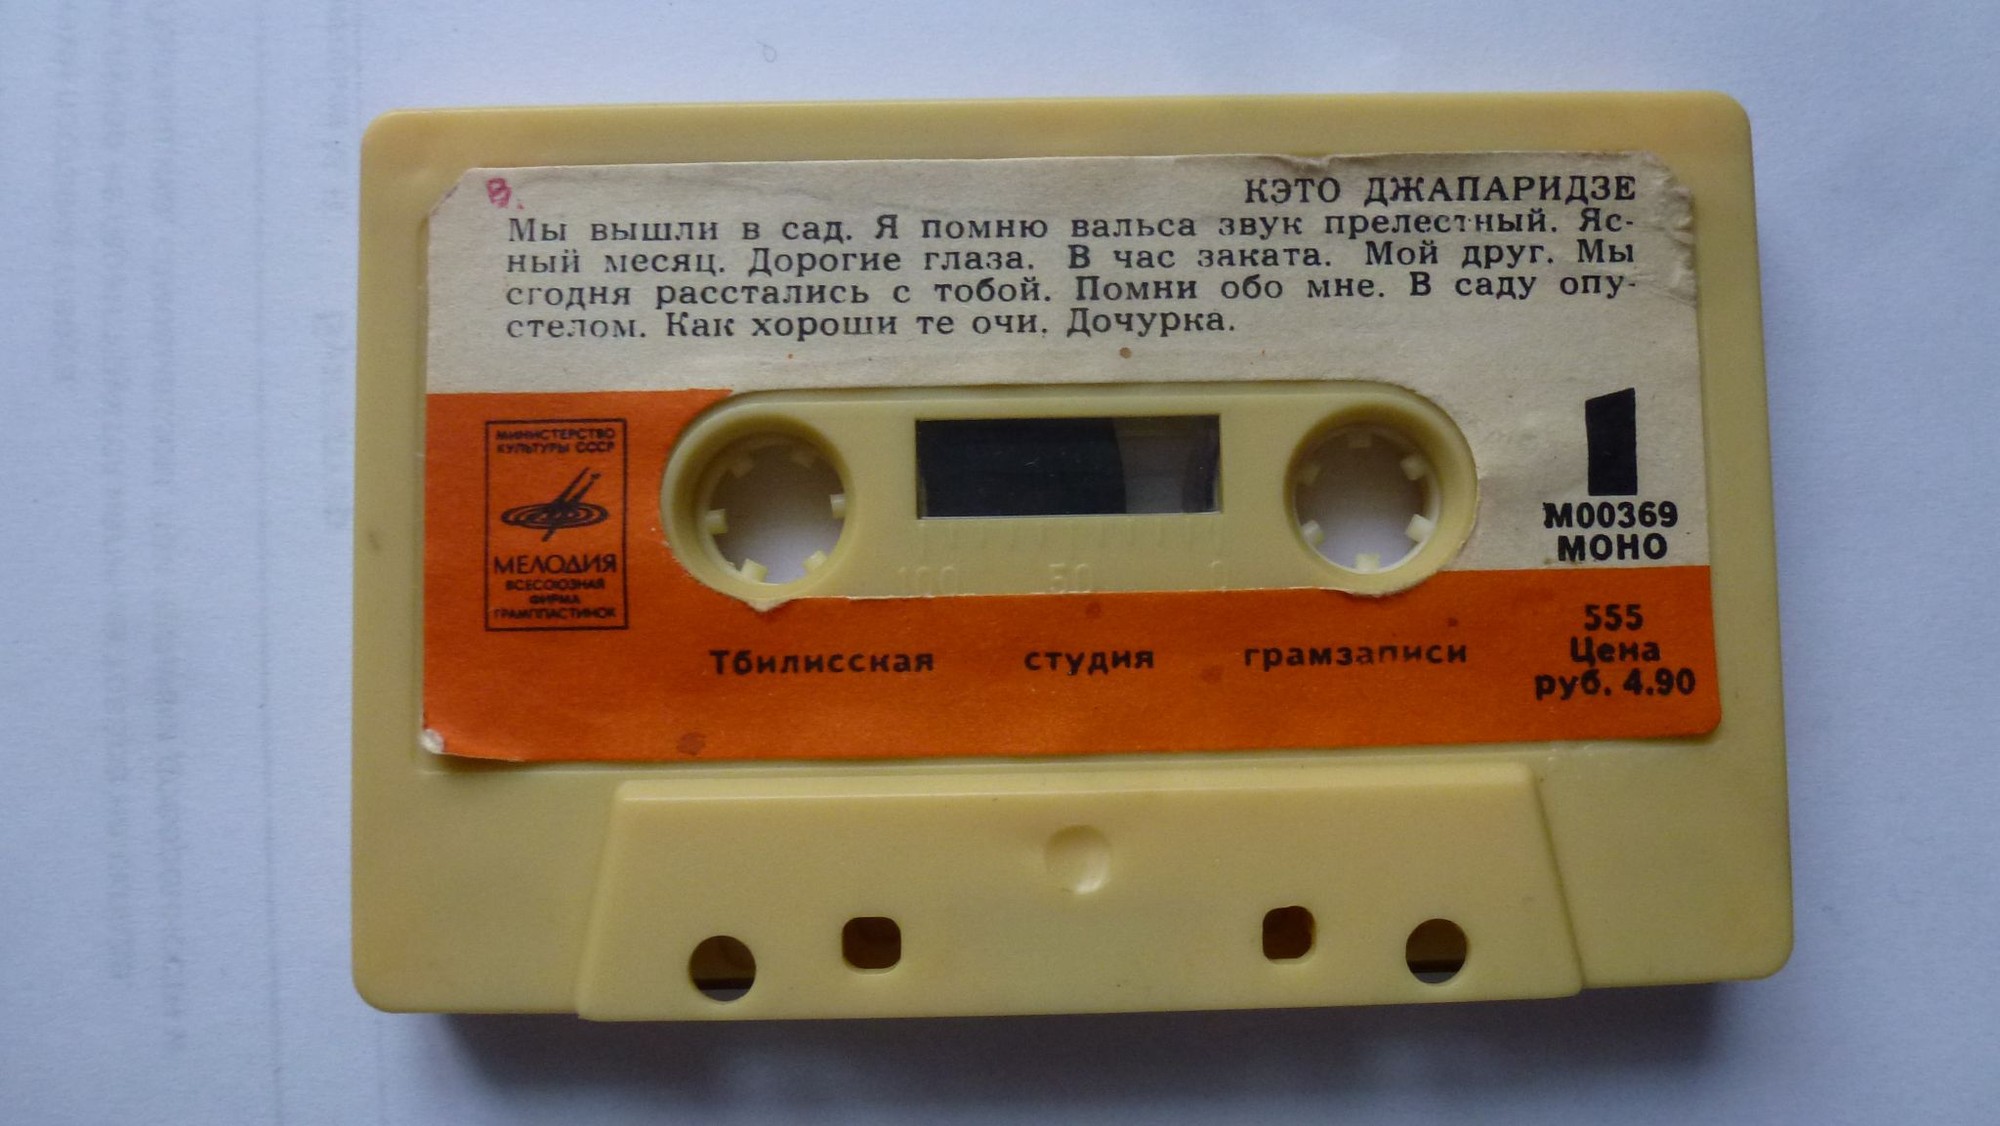 В.
КЭТО ДЖАПАРИДЗЕ
Мы вышли в сад. Я помню вальса звук прелестный. Яс-
ный месяц. Дорогие глаза. В час заката. Мой друг. Мы
сгодня расстались с тобой. Помни обо мне. В саду опу-
стелом. Как хороши те очи. Дочурка.
МИНИСТЕРСТВО
КУЛЬТУРЫ СССР
МЕЛОДИЯ
ВСЕСОЮЗНАЯ
ФИРМА
ГРАМПЛАСТИНОК
1
М00369
МОНО
100 50 0
Тбилисская студия грамзаписи
555
Цена
руб. 4.90